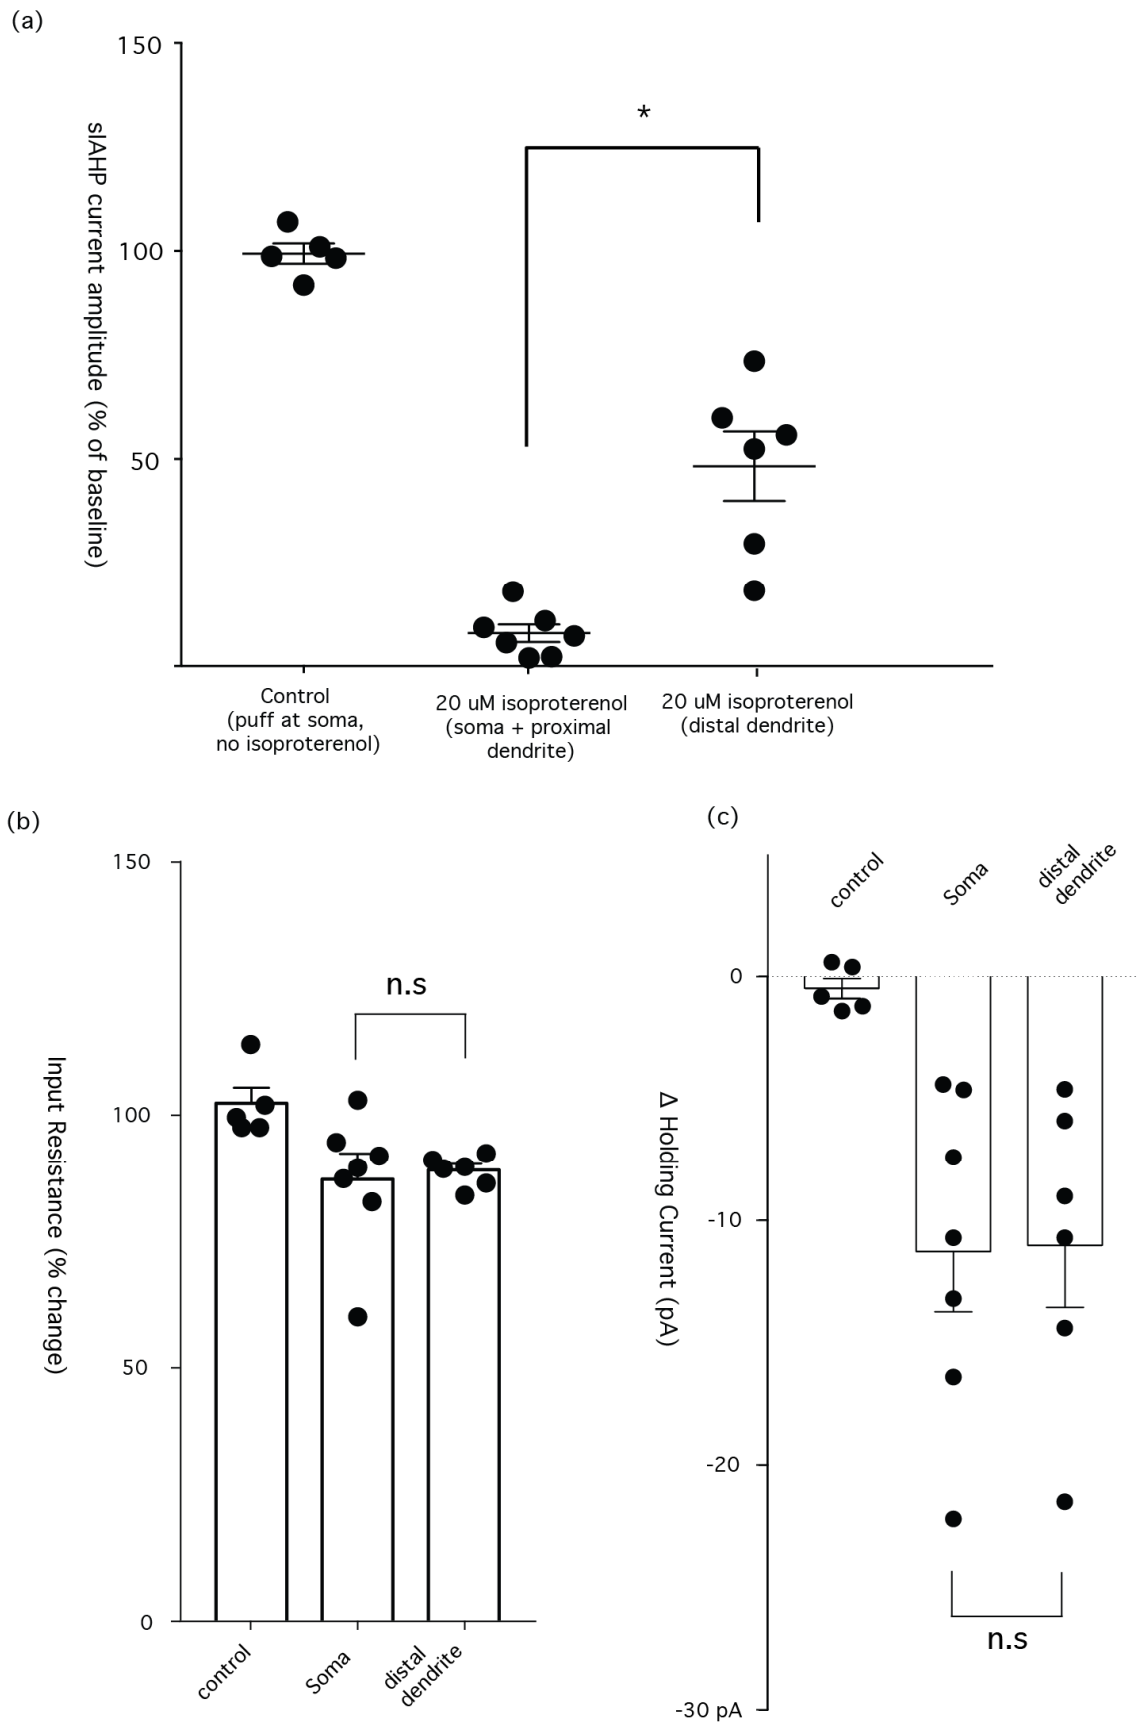 (a)
150
100
50
sIAHP current amplitude (% of baseline)
*
Control
(puff at soma,
no isoproterenol)
20 uM isoproterenol
(soma + proximal
dendrite)
20 uM isoproterenol
(distal dendrite)
(b)
150
100
50
0
Input Resistance (% change)
n.s
control
Soma
distal
dendrite
(c)
control
Soma
distal
dendrite
0
-10
-20
-30 pA
Δ Holding Current (pA)
n.s